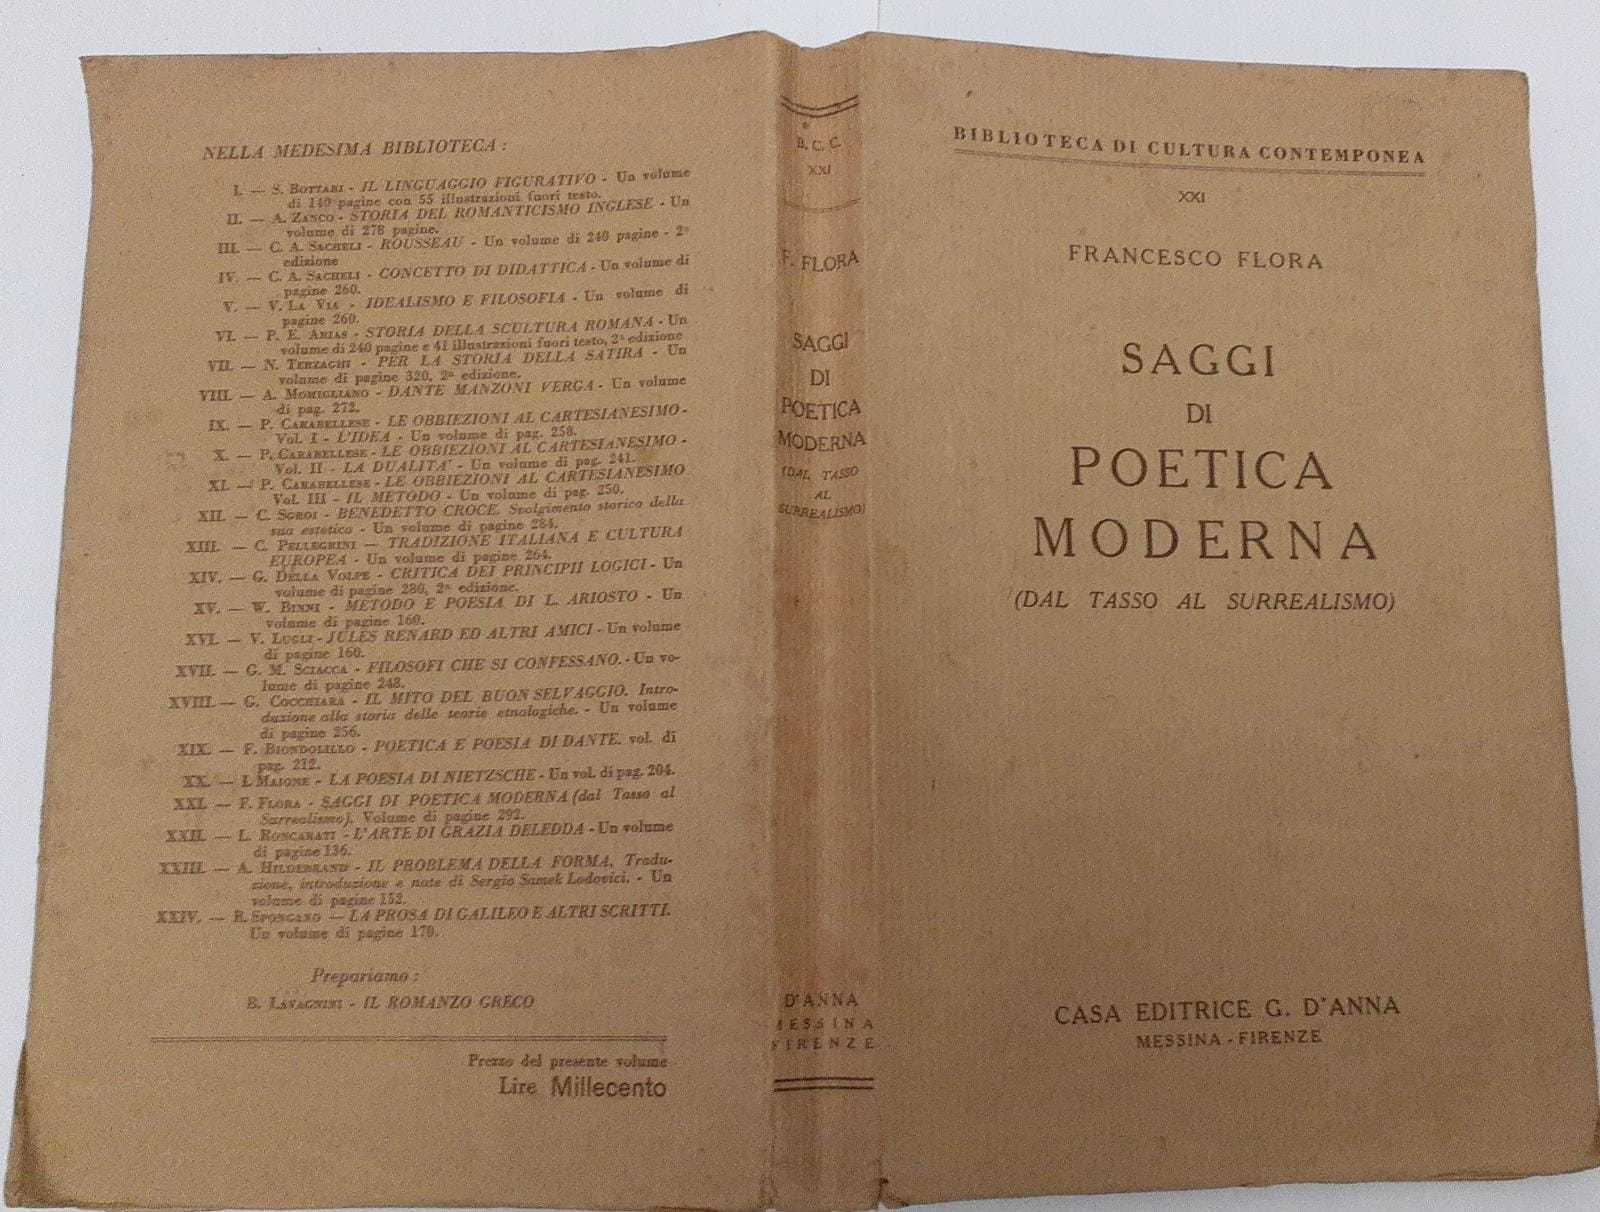 NELLA MEDESIMA BIBLIOTECA :
I. — S. BOTTARI - IL LINGUAGGIO FIGURATIVO - Un volume
di 140 pagine con 55 illustrazioni fuori testo.
II. — A. ZANCO - STORIA DEL ROMANTICISMO INGLESE - Un
volume di 278 pagine.
III. — C. A. SACHELI - ROUSSEAU - Un volume di 240 pagine - 2ª
edizione
IV. — C. A. SACHELI - CONCETTO DI DIDATTICA - Un volume di
pagine 260.
V. — V. LA VIA - IDEALISMO E FILOSOFIA - Un volume di
pagine 260.
VI. — P. E. ARIAS - STORIA DELLA SCULTURA ROMANA - Un
volume di 240 pagine e 41 illustrazioni fuori testo, 2ª edizione
VII. — N. TERZAGHI - PER LA STORIA DELLA SATIRA - Un
volume di pagine 320, 2ª edizione.
VIII. — A. MOMIGLIANO - DANTE MANZONI VERGA - Un volume
di pag. 272.
IX. — P. CARABELLESE - LE OBBIEZIONI AL CARTESIANESIMO -
Vol. I - L'IDEA - Un volume di pag. 258.
X. — P. CARABELLESE - LE OBBIEZIONI AL CARTESIANESIMO -
Vol. II - LA DUALITA' - Un volume di pag. 241.
XI. — P. CARABELLESE - LE OBBIEZIONI AL CARTESIANESIMO
Vol. III - IL METODO - Un volume di pag. 250.
XII. — C. SGROI - BENEDETTO CROCE. Svolgimento storico della
sua estetica - Un volume di pagine 284.
XIII. — C. PELLEGRINI — TRADIZIONE ITALIANA E CULTURA
EUROPEA - Un volume di pagine 264.
XIV. — G. DELLA VOLPE - CRITICA DEI PRINCIPII LOGICI - Un
volume di pagine 280, 2ª edizione.
XV. — W. BINNI - METODO E POESIA DI L. ARIOSTO - Un
volume di pagine 160.
XVI. — V. LUGLI - JULES RENARD ED ALTRI AMICI - Un volume
di pagine 160.
XVII. — G. M. SCIACCA - FILOSOFI CHE SI CONFESSANO. - Un vo-
lume di pagine 248.
XVIII. — G. COCCHIARA - IL MITO DEL BUON SELVAGGIO. Intro-
duzione alla storia delle teorie etnologiche. - Un volume
di pagine 256.
XIX. — F. BIONDOLILLO - POETICA E POESIA DI DANTE. vol. di
pag. 212.
XX. — I. MAIONE - LA POESIA DI NIETZSCHE - Un vol. di pag. 204.
XXI. — F. FLORA - SAGGI DI POETICA MODERNA (dal Tasso al
Surrealismo). Volume di pagine 292.
XXII. — L. RONCARATI - L'ARTE DI GRAZIA DELEDDA - Un volume
di pagine 136.
XXIII. — A. HILDEBRAND - IL PROBLEMA DELLA FORMA, Tradu-
zione, introduzione e note di Sergio Samek Lodovici. - Un
volume di pagine 152.
XXIV. — R. SPONGANO — LA PROSA DI GALILEO E ALTRI SCRITTI.
Un volume di pagine 170.
Prepariamo :
B. LAVAGNINI - IL ROMANZO GRECO
Prezzo del presente volume
Lire Millecento
B. C. C.
XXI
F. FLORA
SAGGI
DI
POETICA
MODERNA
(DAL TASSO
AL
SURREALISMO)
D'ANNA
MESSINA
FIRENZE
BIBLIOTECA DI CULTURA CONTEMPONEA
XXI
FRANCESCO FLORA
SAGGI
DI
POETICA
MODERNA
(DAL TASSO AL SURREALISMO)
CASA EDITRICE G. D'ANNA
MESSINA - FIRENZE